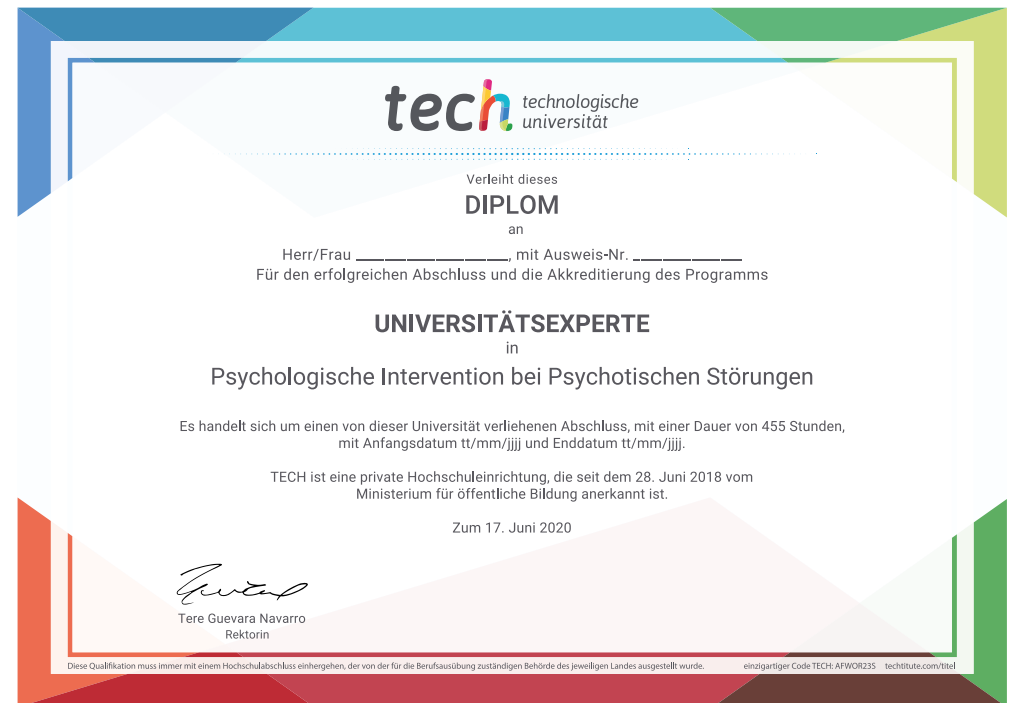 tech technologische
universität
Verleiht dieses
DIPLOM
an
Herr/Frau _______________, mit Ausweis-Nr. ___________
Für den erfolgreichen Abschluss und die Akkreditierung des Programms
UNIVERSITÄTSEXPERTE
in
Psychologische Intervention bei Psychotischen Störungen
Es handelt sich um einen von dieser Universität verliehenen Abschluss, mit einer Dauer von 455 Stunden,
mit Anfangsdatum tt/mm/jjjj und Enddatum tt/mm/jjjj.
TECH ist eine private Hochschuleinrichtung, die seit dem 28. Juni 2018 vom
Ministerium für öffentliche Bildung anerkannt ist.
Zum 17. Juni 2020
Tere Guevara Navarro
Rektorin
Diese Qualifikation muss immer mit einem Hochschulabschluss einhergehen, der von der für die Berufsausübung zuständigen Behörde des jeweiligen Landes ausgestellt wurde. einzigartiger Code TECH: AFWOR23S techtitute.com/titel